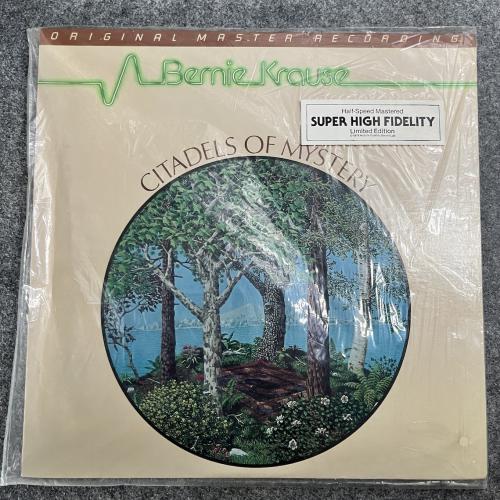 ORIGINAL MASTER RECORDING
Bernie Krause
Half-Speed Mastered
SUPER HIGH FIDELITY
Limited Edition
CITADELS OF MYSTERY